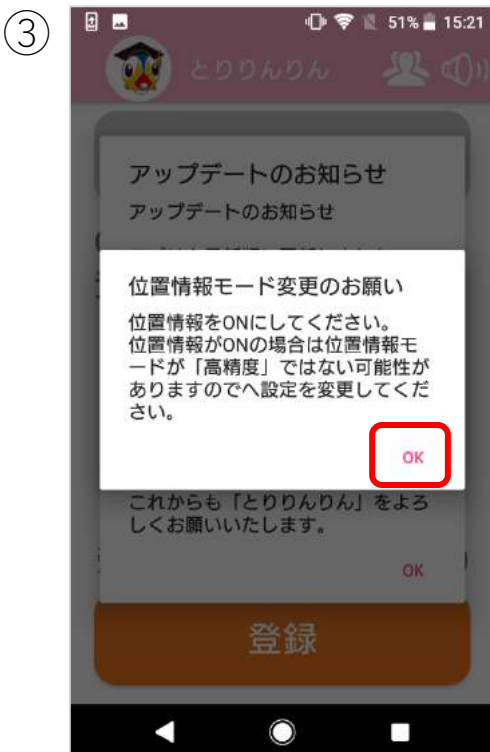 ③
51% 15:21
とりりんりん
アップデートのお知らせ
アップデートのお知らせ
位置情報モード変更のお願い
位置情報をONにしてください。
位置情報がONの場合は位置情報モ
ードが「高精度」ではない可能性が
ありますのでへ設定を変更してくだ
さい。
OK
これからも「とりりんりん」をよろ
しくお願いいたします。
OK
登録